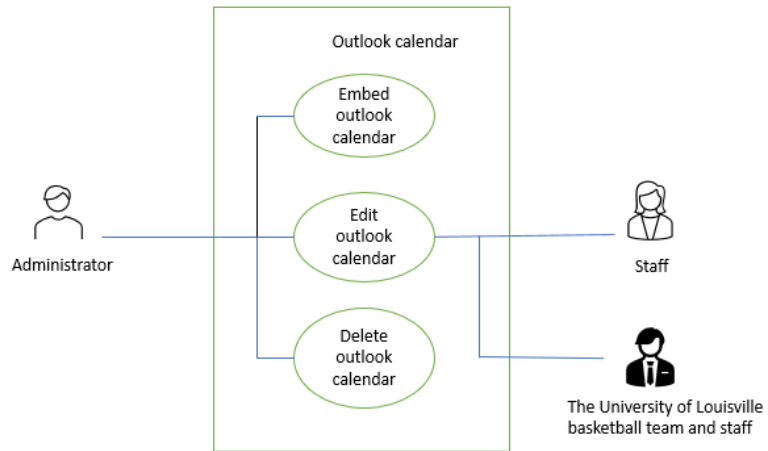 Outlook calendar
Embed
outlook
calendar
Edit
outlook
calendar
Administrator
Staff
Delete
outlook
calendar
The University of Louisville
basketball team and staff